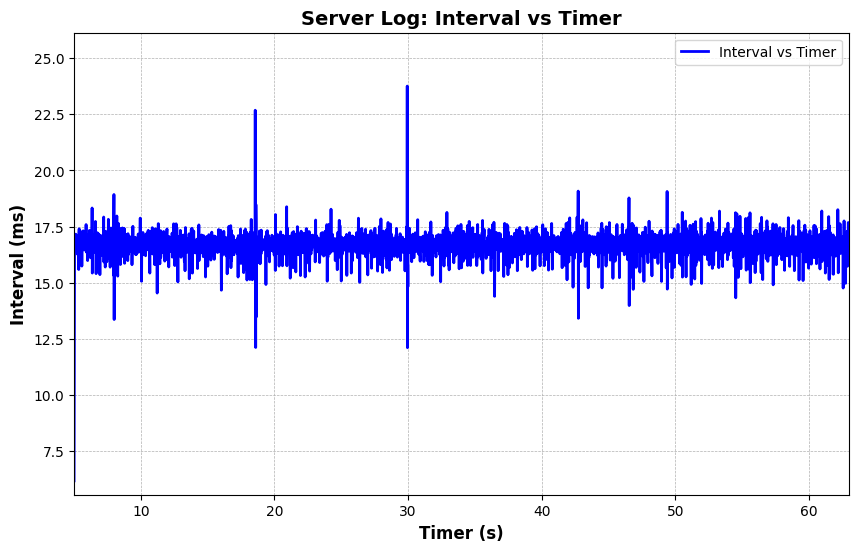 Server Log: Interval vs Timer
Interval vs Timer
25.0
22.5
20.0
17.5
15.0
12.5
10.0
7.5
Interval (ms)
10 20 30 40 50 60
Timer (s)